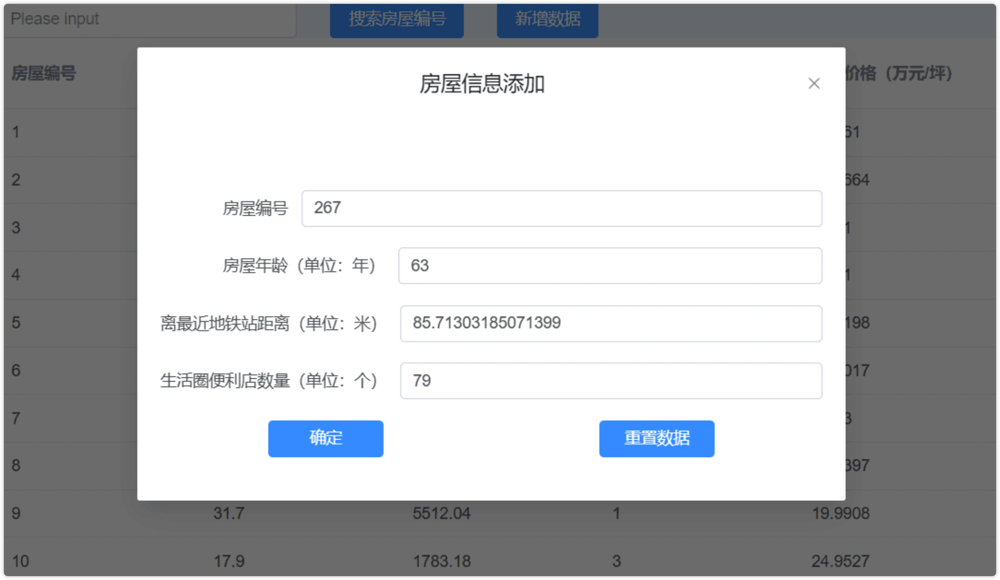 Please input
搜索房屋编号
新增数据
房屋编号
价格（万元/坪）
房屋信息添加
1
2
664
房屋编号
267
3
1
房屋年龄（单位：年）
63
4
1
离最近地铁站距离（单位：米）
85.71303185071399
5
198
6
017
生活圈便利店数量（单位：个）
79
7
3
确定
重置数据
8
397
9 31.7 5512.04 1 19.9908
10 17.9 1783.18 3 24.9527